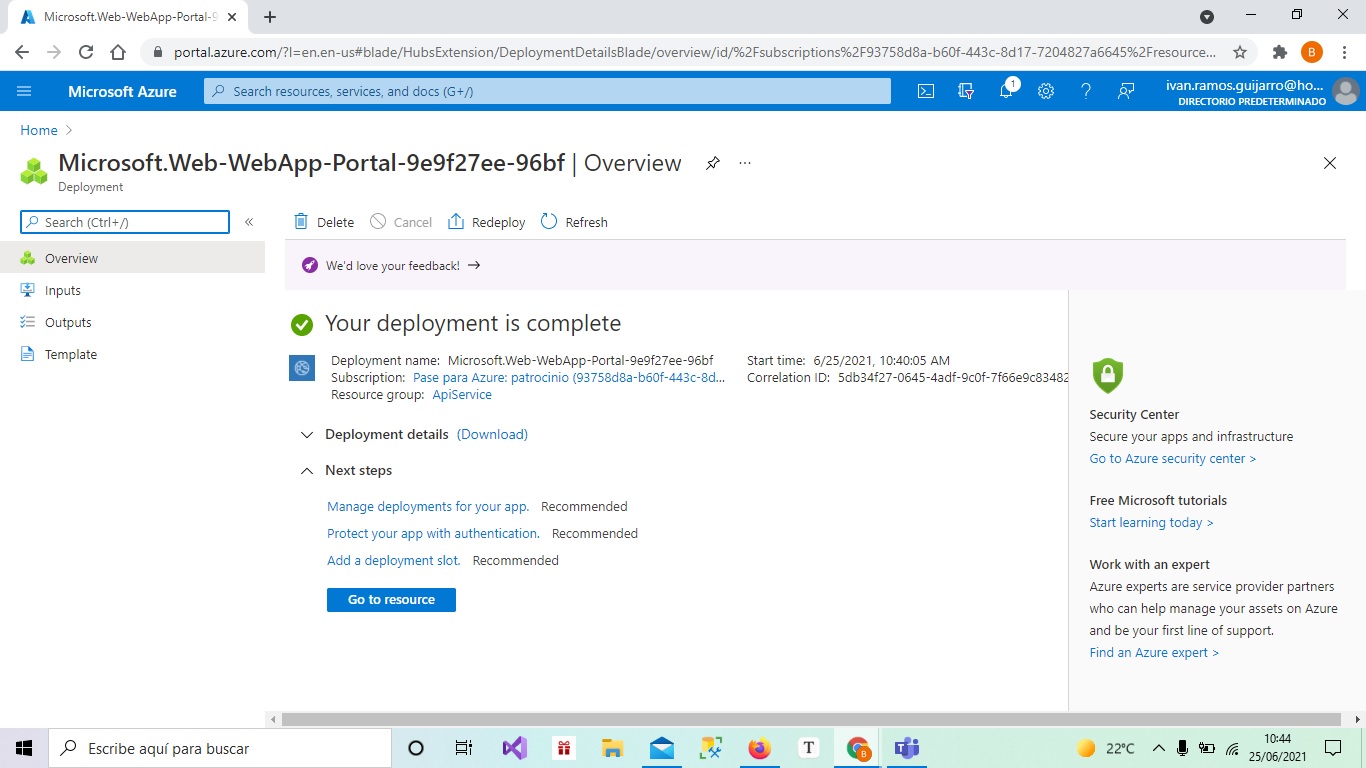 Microsoft.Web-WebApp-Portal-9
portal.azure.com/?l=en.en-us#blade/HubsExtension/DeploymentDetailsBlade/overview/id/%2Fsubscriptions%2F93758d8a-b60f-443c-8d17-7204827a6645%2Fresource...
B
Microsoft Azure
Search resources, services, and docs (G+/)
1
ivan.ramos.guijarro@ho...
DIRECTORIO PREDETERMINADO
Home
Microsoft.Web-WebApp-Portal-9e9f27ee-96bf | Overview
Deployment
Search (Ctrl+/)
Overview
Inputs
Outputs
Template
Delete
Cancel
Redeploy
Refresh
We'd love your feedback!
Your deployment is complete
Deployment name: Microsoft.Web-WebApp-Portal-9e9f27ee-96bf
Subscription: Pase para Azure: patrocinio (93758d8a-b60f-443c-8d...
Resource group: ApiService
Start time: 6/25/2021, 10:40:05 AM
Correlation ID: 5db34f27-0645-4adf-9c0f-7f66e9c83482
Deployment details (Download)
Next steps
Manage deployments for your app. Recommended
Protect your app with authentication. Recommended
Add a deployment slot. Recommended
Go to resource
Security Center
Secure your apps and infrastructure
Go to Azure security center >
Free Microsoft tutorials
Start learning today >
Work with an expert
Azure experts are service provider partners
who can help manage your assets on Azure
and be your first line of support.
Find an Azure expert >
Escribe aquí para buscar
T
B
22°C
10:44
25/06/2021